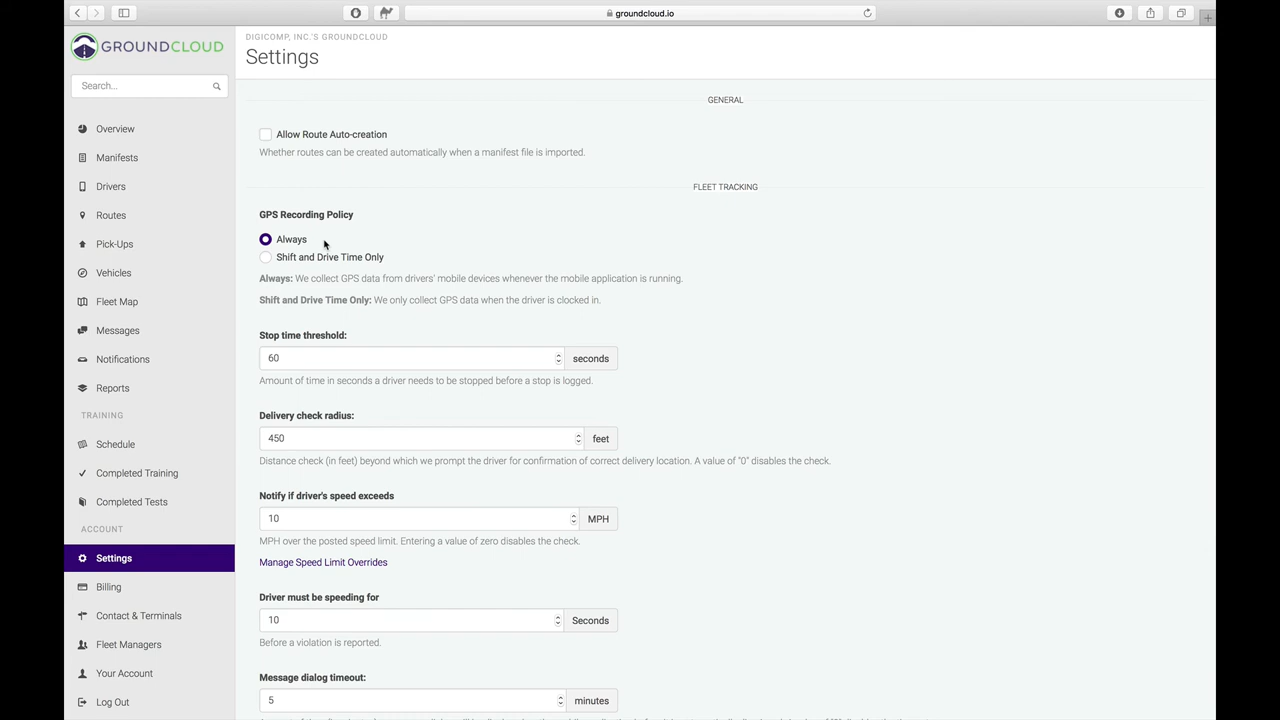 groundcloud.io
GROUNDCLOUD
Search...
Overview
Manifests
Drivers
Routes
Pick-Ups
Vehicles
Fleet Map
Messages
Notifications
Reports
TRAINING
Schedule
Completed Training
Completed Tests
ACCOUNT
Settings
Billing
Contact & Terminals
Fleet Managers
Your Account
Log Out
DIGICOMP, INC.'S GROUNDCLOUD
Settings
GENERAL
Allow Route Auto-creation
Whether routes can be created automatically when a manifest file is imported.
FLEET TRACKING
GPS Recording Policy
Always
Shift and Drive Time Only
Always: We collect GPS data from drivers' mobile devices whenever the mobile application is running.
Shift and Drive Time Only: We only collect GPS data when the driver is clocked in.
Stop time threshold:
60 seconds
Amount of time in seconds a driver needs to be stopped before a stop is logged.
Delivery check radius:
450 feet
Distance check (in feet) beyond which we prompt the driver for confirmation of correct delivery location. A value of "0" disables the check.
Notify if driver's speed exceeds
10 MPH
MPH over the posted speed limit. Entering a value of zero disables the check.
Manage Speed Limit Overrides
Driver must be speeding for
10 Seconds
Before a violation is reported.
Message dialog timeout:
5 minutes